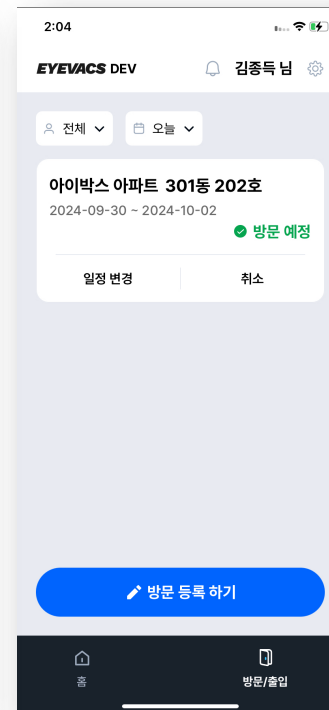 2:04
EYEVACS DEV 김종득 님
전체 오늘
아이박스 아파트 301동 202호
2024-09-30 ~ 2024-10-02
방문 예정
일정 변경 취소
방문 등록 하기
홈 방문/출입